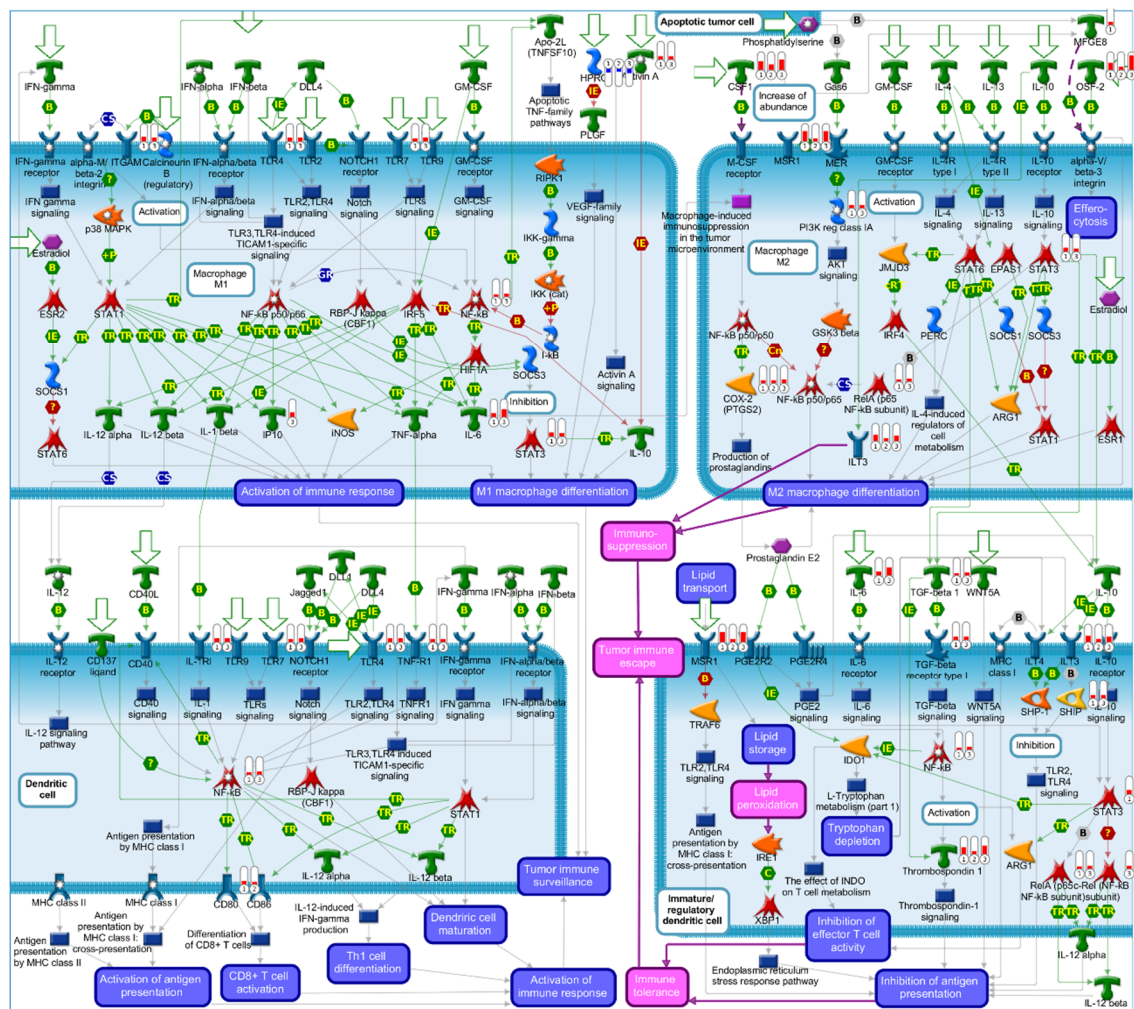 Apoptotic tumor cell
Phosphatidylserine
MFGE8
IFN-gamma
IFN-alpha
IFN-beta
DLL4
GM-CSF
Apo-2L
(TNFSF10)
Apoptotic
TNF-family
pathways
PLGF
CSF1
Increase of
abundance
Gas6
GM-CSF
IL-4
IL-13
IL-10
OSF-2
IFN-gamma
receptor
alpha-M/
beta-2
integrin
ITGAM
Calcineurin
B
(regulatory)
IFN-alpha/beta
receptor
TLR4
TLR2
NOTCH1
TLR7
TLR9
GM-CSF
receptor
RIPK1
M-CSF
receptor
MSR1
MER
GM-CSF
receptor
IL-4R
type I
IL-4R
type II
IL-10
receptor
alpha-V/
beta-3
integrin
IFN gamma
signaling
Activation
p38 MAPK
IFN-alpha/beta
signaling
TLR3,TLR4-induced
TICAM1-specific
signaling
TLR2,TLR4
signaling
Notch
signaling
TLRs
signaling
GM-CSF
signaling
IKK-gamma
VEGF-family
signaling
Macrophage-induced
immunosuppression
in the tumor
microenvironment
PI3K reg class IA
Activation
IL-4
signaling
IL-13
signaling
IL-10
signaling
Effero-
cytosis
Estradiol
Macrophage
M1
Macrophage
M2
AKT
signaling
JMJD3
STAT6
EPAS1
STAT3
Estradiol
ESR2
STAT1
NF-kB p50/p65
RBP-J kappa
(CBF1)
IRF5
NF-kB
IKK (cat)
I-kB
NF-kB p50/p50
GSK3 beta
IRF4
PERC
SOCS1
SOCS3
SOCS1
HIF1A
SOCS3
Activin A
signaling
COX-2
(PTGS2)
NF-kB p50/p65
RelA (p65
NF-kB subunit)
IL-4-induced
regulators of
cell
metabolism
ARG1
STAT1
ESR1
STAT6
IL-12 alpha
IL-12 beta
IL-1 beta
IP10
iNOS
TNF-alpha
IL-6
Inhibition
STAT3
IL-10
Production of
prostaglandins
ILT3
Activation of immune response
M1 macrophage differentiation
M2 macrophage differentiation
Immuno-
suppression
Prostaglandin E2
Lipid
transport
IL-12
CD40L
Jagged1
DLL1
DLL4
IFN-gamma
IFN-alpha
IFN-beta
IL-6
TGF-beta 1
WNT5A
IL-10
IL-12
receptor
CD137
ligand
CD40
IL-1RI
TLR9
TLR7
NOTCH1
TLR4
TNF-R1
IFN-gamma
receptor
IFN-alpha/beta
receptor
Tumor immune
escape
MSR1
PGE2R2
PGE2R4
IL-6
receptor
TGF-beta
receptor type I
MHC
class I
ILT4
ILT3
IL-10
receptor
IL-12 signaling
pathway
CD40
signaling
IL-1
signaling
TLRs
signaling
Notch
signaling
TLR2,TLR4
signaling
TNFR1
signaling
IFN gamma
signaling
IFN-alpha/beta
signaling
TLR3,TLR4 induced
TICAM1-specific
signaling
TRAF6
PGE2
signaling
IL-6
signaling
TGF-beta
signaling
WNT5A
signaling
SHP-1
SHIP
IL-10
signaling
Dendritic
cell
NF-kB
RBP-J kappa
(CBF1)
STAT1
TLR2,TLR4
signaling
Lipid
storage
Lipid
peroxidation
IDO1
NF-kB
Inhibition
TLR2,
TLR4
signaling
L-Tryptophan
metabolism (part 1)
Activation
STAT3
Antigen presentation
by MHC class I
IL-12 alpha
IL-12 beta
Antigen
presentation by
MHC class I:
cross-presentation
IRE1
XBP1
Tryptophan
depletion
Thrombospondin 1
ARG1
MHC class II
MHC class I
CD80
CD86
Tumor immune
surveillance
The effect of INDO
on T cell metabolism
Thrombospondin-1
signaling
Antigen
presentation
by MHC class II
Antigen
presentation by
MHC class I:
cross-presentation
Differentiation
of CD8+ T cells
IL-12-induced
IFN-gamma
production
Dendriric cell
maturation
Immature/
regulatory
dendritic cell
Inhibition of
effector T cell
activity
IL-12 alpha
Activation of antigen
presentation
CD8+ T cell
activation
Th1 cell
differentiation
Activation of
immune response
Immune
tolerance
Endoplasmic reticulum
stress response pathway
Inhibition of antigen
presentation
IL-12 beta